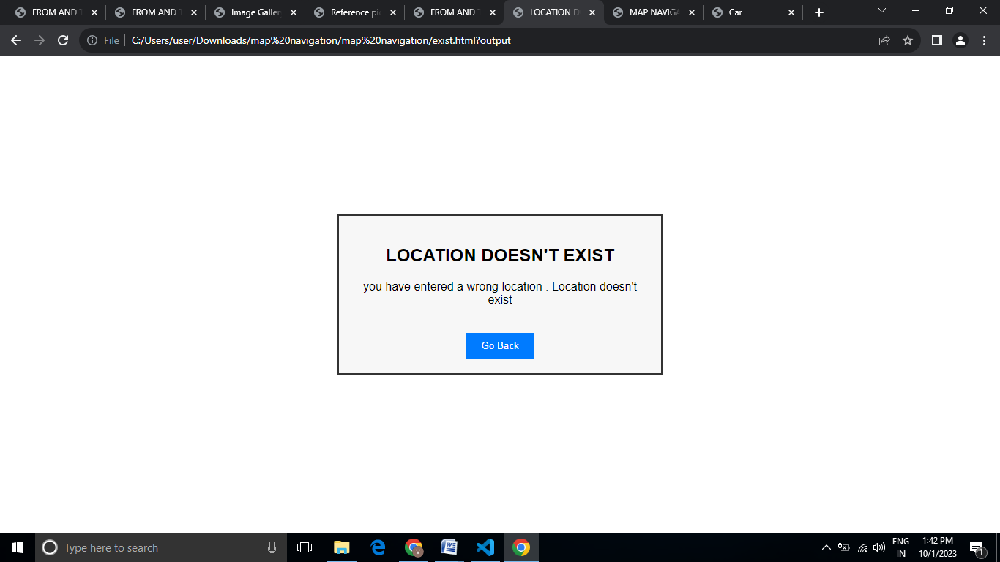 FROM AND
FROM AND
Image Galler
Reference pi
FROM AND
LOCATION D
MAP NAVIGA
Car
File
C:/Users/user/Downloads/map%20navigation/map%20navigation/exist.html?output=
LOCATION DOESN'T EXIST
you have entered a wrong location . Location doesn't
exist
Go Back
Type here to search
V
W
ENG
IN
1:42 PM
10/1/2023
1